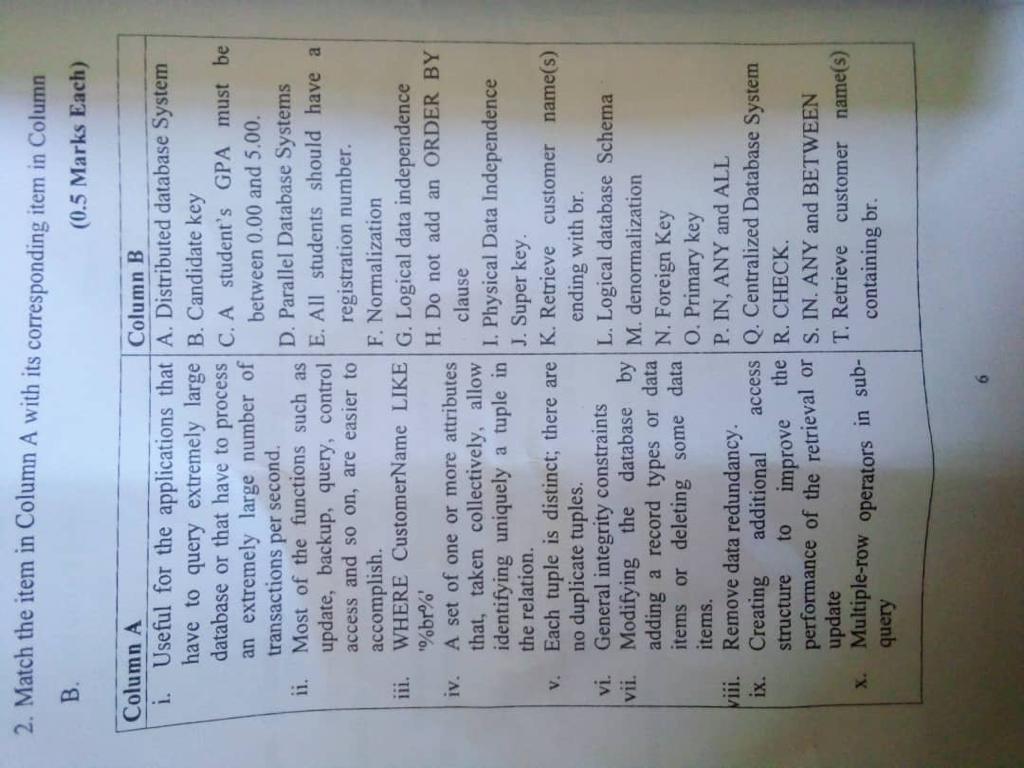 2. Match the item in Column A with its corresponding item in Column
B. (0.5 Marks Each)
Column A
i. Useful for the applications that
have to query extremely large
database or that have to process
an extremely large number of
transactions per second.
ii. Most of the functions such as
update, backup, query, control
access and so on, are easier to
accomplish.
iii. WHERE CustomerName LIKE
'%br%'
iv. A set of one or more attributes
that, taken collectively, allow
identifying uniquely a tuple in
the relation.
v. Each tuple is distinct; there are
no duplicate tuples.
vi. General integrity constraints
vii. Modifying the database by
adding a record types or data
items or deleting some data
items.
viii. Remove data redundancy.
ix. Creating additional access
structure to improve the
performance of the retrieval or
update
x. Multiple-row operators in sub-
query
Column B
A. Distributed database System
B. Candidate key
C. A student's GPA must be
between 0.00 and 5.00.
D. Parallel Database Systems
E. All students should have a
registration number.
F. Normalization
G. Logical data independence
H. Do not add an ORDER BY
clause
I. Physical Data Independence
J. Super key.
K. Retrieve customer name(s)
ending with br.
L. Logical database Schema
M. denormalization
N. Foreign Key
O. Primary key
P. IN, ANY and ALL
Q. Centralized Database System
R. CHECK.
S. IN. ANY and BETWEEN
T. Retrieve customer name(s)
containing br.
6